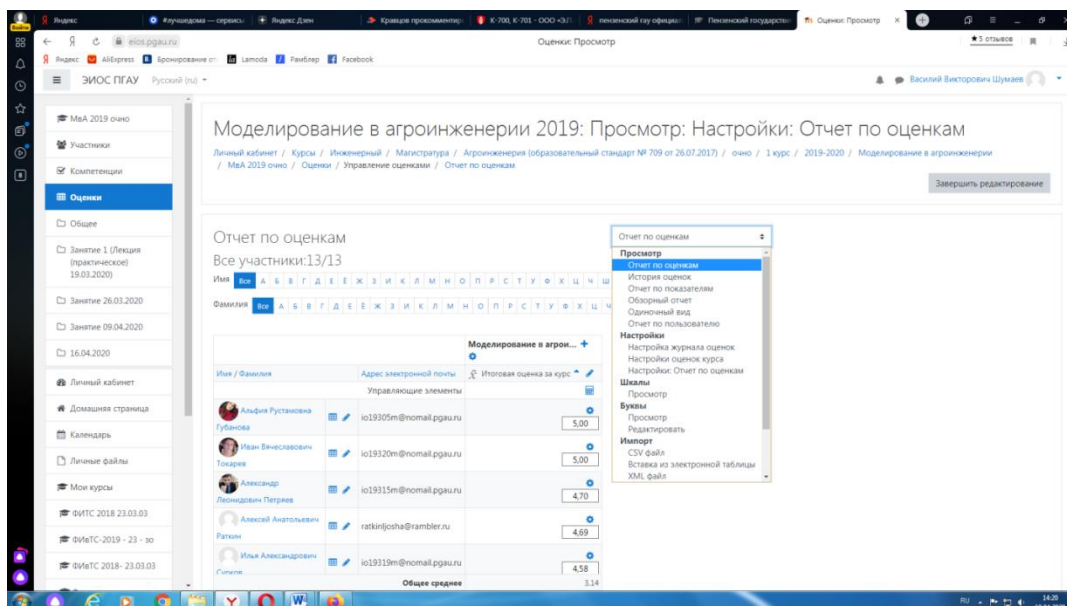 Яндекс
#лучшедома — сервисы
Яндекс Дзен
Кравцов прокомментир
К-700, К-701 - ООО «ЭЛ
пензенский гау официал
Пензенский государстве
Оценки: Просмотр
eios.pgau.ru
Оценки: Просмотр
★ 5 отзывов
Яндекс
AliExpress
Бронирование от
Lamoda
Рамблер
Facebook
ЭИОС ПГАУ
Русский (ru)
Василий Викторович Шумаев
МвА 2019 очно
Участники
Компетенции
Оценки
Общее
Занятие 1 (Лекция
(практическое)
19.03.2020)
Занятие 26.03.2020
Занятие 09.04.2020
16.04.2020
Личный кабинет
Домашняя страница
Календарь
Личные файлы
Мои курсы
ФИТС 2018 23.03.03
ФИвТС-2019 - 23 - зо
ФИвТС 2018- 23.03.03
Моделирование в агроинженерии 2019: Просмотр: Настройки: Отчет по оценкам
Личный кабинет / Курсы / Инженерный / Магистратура / Агроинженерия (образовательный стандарт № 709 от 26.07.2017) / очно / 1 курс / 2019-2020 / Моделирование в агроинженерии
/ МвА 2019 очно / Оценки / Управление оценками / Отчет по оценкам
Завершить редактирование
Отчет по оценкам
Все участники:13/13
Имя Все А Б В Г Д Е Ё Ж З И К Л М Н О П Р С Т У Ф Х Ц Ч Ш
Фамилия Все А Б В Г Д Е Ё Ж З И К Л М Н О П Р С Т У Ф Х Ц Ч
Моделирование в агрои...
Имя / Фамилия
Адрес электронной почты
Итоговая оценка за курс
Управляющие элементы
Альфия Рустамовна
Губанова
io19305m@nomail.pgau.ru
5,00
Иван Вячеславович
Токарев
io19320m@nomail.pgau.ru
5,00
Александр
Леонидович Петряев
io19315m@nomail.pgau.ru
4,70
Алексей Анатольевич
Раткин
ratkinljosha@rambler.ru
4,69
Илья Александрович
Сурков
io19319m@nomail.pgau.ru
4,58
Общее среднее
3,14
Отчет по оценкам
Просмотр
Отчет по оценкам
История оценок
Отчет по показателям
Обзорный отчет
Одиночный вид
Отчет по пользователю
Настройки
Настройка журнала оценок
Настройки оценок курса
Настройки: Отчет по оценкам
Шкалы
Просмотр
Буквы
Просмотр
Редактировать
Импорт
CSV файл
Вставка из электронной таблицы
XML файл
RU
14:20